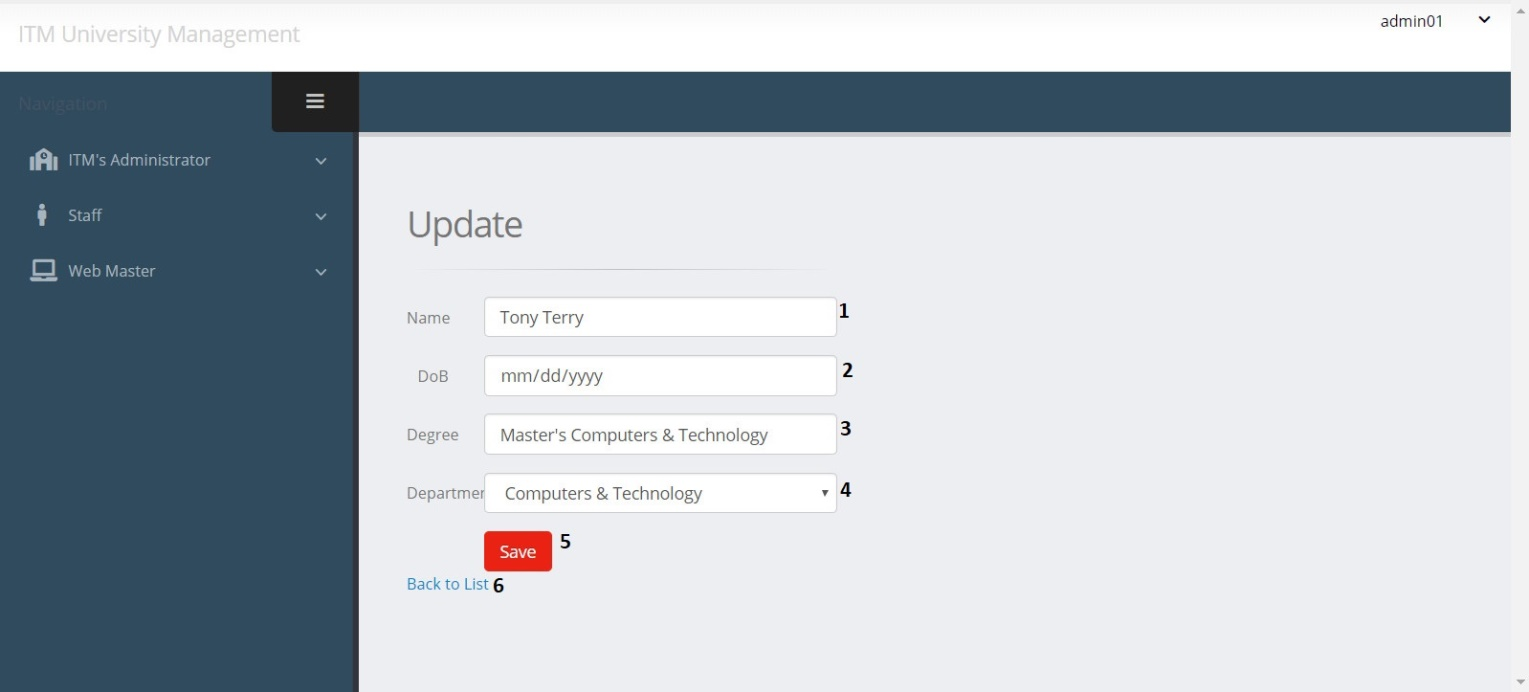 ITM University Management
admin01
Navigation
ITM's Administrator
Staff
Web Master
Update
Name Tony Terry 1
DoB mm/dd/yyyy 2
Degree Master's Computers & Technology 3
Departmer Computers & Technology 4
Save 5
Back to List 6